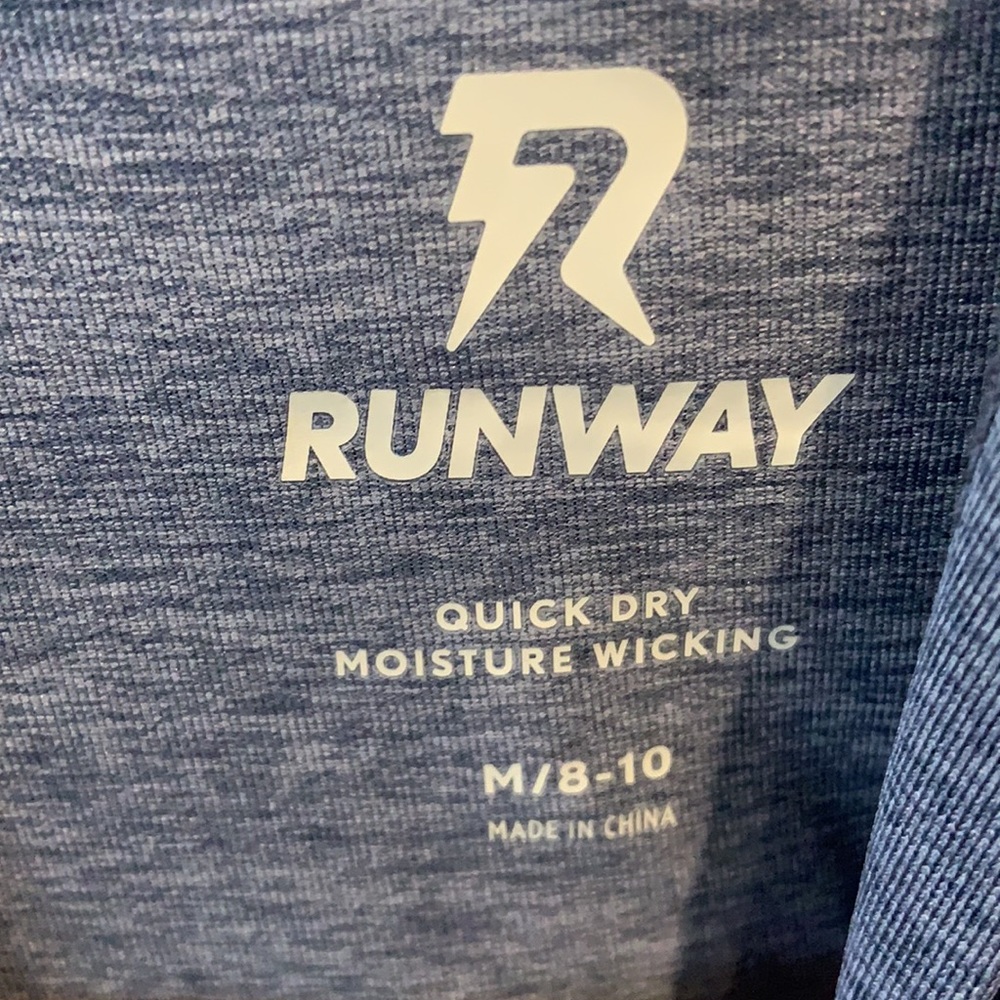 R
RUNWAY
QUICK DRY
MOISTURE WICKING
M/8-10
MADE IN CHINA